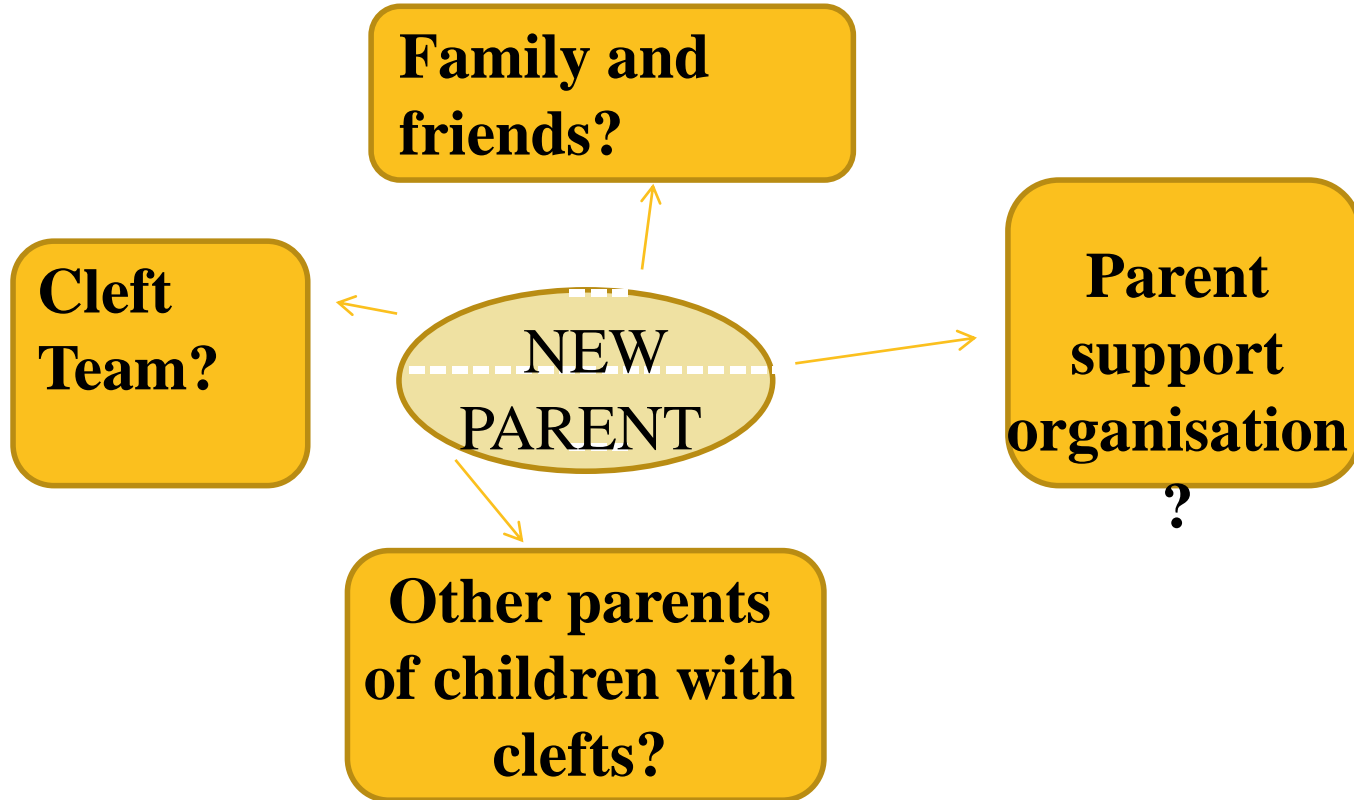 Family and
friends?
Cleft
Team?
NEW
PARENT
Parent
support
organisation
?
Other parents
of children with
clefts?